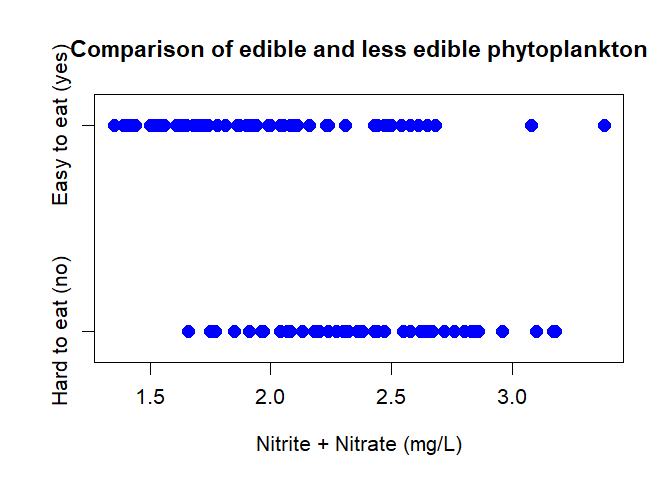 Comparison of edible and less edible phytoplankton
Easy to eat (yes)
Hard to eat (no)
1.5 2.0 2.5 3.0
Nitrite + Nitrate (mg/L)